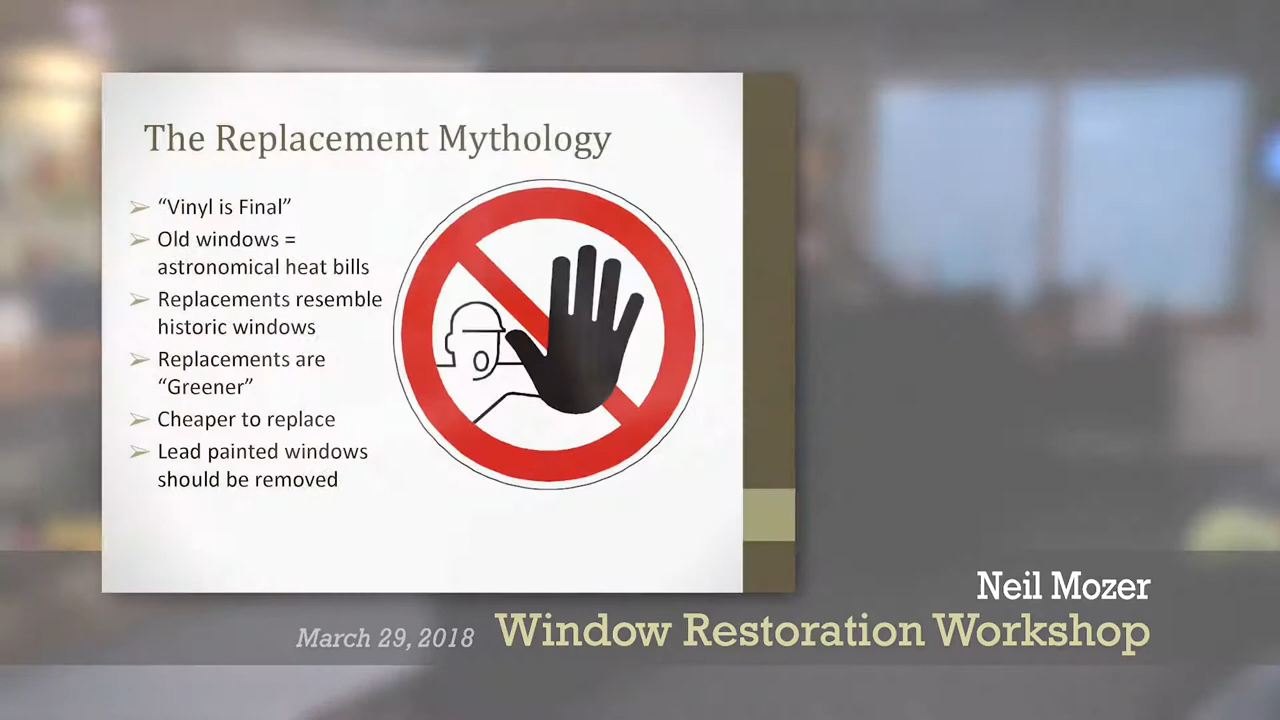 The Replacement Mythology
➢ “Vinyl is Final”
➢ Old windows =
astronomical heat bills
➢ Replacements resemble
historic windows
➢ Replacements are
“Greener”
➢ Cheaper to replace
➢ Lead painted windows
should be removed
Neil Mozer
March 29, 2018 Window Restoration Workshop